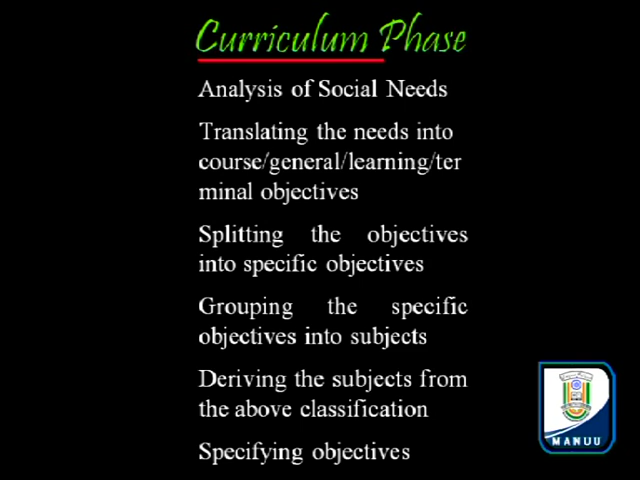 Curriculum Phase
Analysis of Social Needs
Translating the needs into
course/general/learning/ter
minal objectives
Splitting the objectives
into specific objectives
Grouping the specific
objectives into subjects
Deriving the subjects from
the above classification
Specifying objectives
MANUU